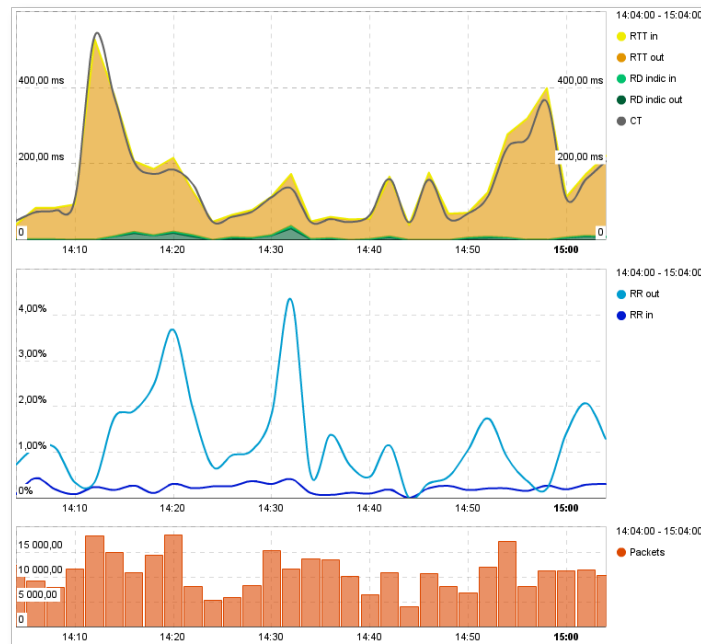 14:04:00 - 15:04:00
RTT in
RTT out
RD indic in
RD indic out
CT
400,00 ms
400,00 ms
200,00 ms
200,00 ms
0
0
14:10
14:20
14:30
14:40
14:50
15:00
14:04:00 - 15:04:00
RR out
RR in
4,00%
3,00%
2,00%
1,00%
0%
14:10
14:20
14:30
14:40
14:50
15:00
14:04:00 - 15:04:00
Packets
15 000,00
10 000,00
5 000,00
0
14:10
14:20
14:30
14:40
14:50
15:00